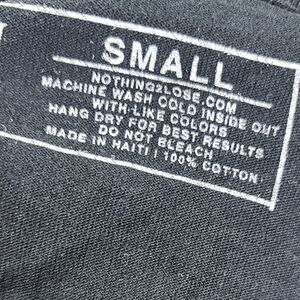 SMALL
NOTHING2LOSE.COM
MACHINE WASH COLD INSIDE OUT
WITH LIKE COLORS
HANG DRY FOR BEST RESULTS
DO NOT BLEACH
MADE IN HAITI | 100% COTTON